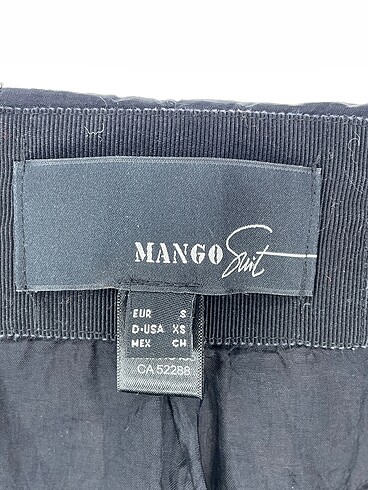 MANGO Suit
EUR S
D•USA XS
MEX CH
CA 52288